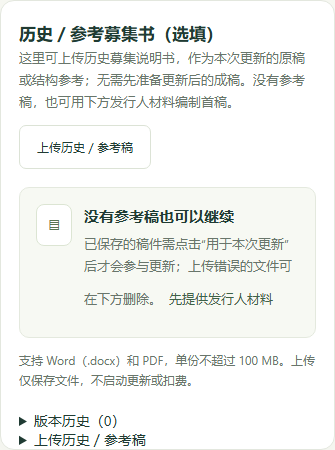 历史 / 参考募集书（选填）
这里可上传历史募集说明书，作为本次更新的原稿
或结构参考；无需先准备更新后的成稿。没有参考
稿，也可用下方发行人材料编制首稿。
上传历史 / 参考稿
没有参考稿也可以继续
已保存的稿件需点击“用于本次更新”
后才会参与更新；上传错误的文件可
在下方删除。 先提供发行人材料
支持 Word（.docx）和 PDF，单份不超过 100 MB。上传
仅保存文件，不启动更新或扣费。
▶ 版本历史（0）
▶ 上传历史 / 参考稿